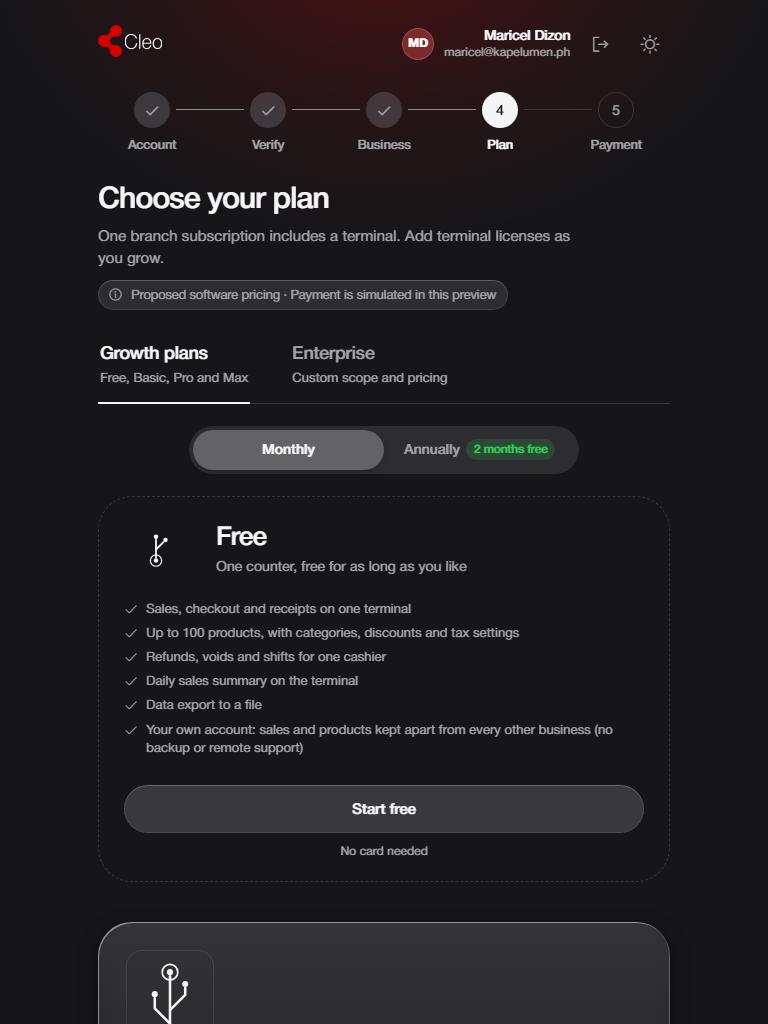 Cleo
MD
Maricel Dizon
maricel@kapelumen.ph
4
5
Account
Verify
Business
Plan
Payment
Choose your plan
One branch subscription includes a terminal. Add terminal licenses as
you grow.
Proposed software pricing · Payment is simulated in this preview
Growth plans
Enterprise
Free, Basic, Pro and Max
Custom scope and pricing
Monthly
Annually
2 months free
Free
One counter, free for as long as you like
Sales, checkout and receipts on one terminal
Up to 100 products, with categories, discounts and tax settings
Refunds, voids and shifts for one cashier
Daily sales summary on the terminal
Data export to a file
Your own account: sales and products kept apart from every other business (no
backup or remote support)
Start free
No card needed